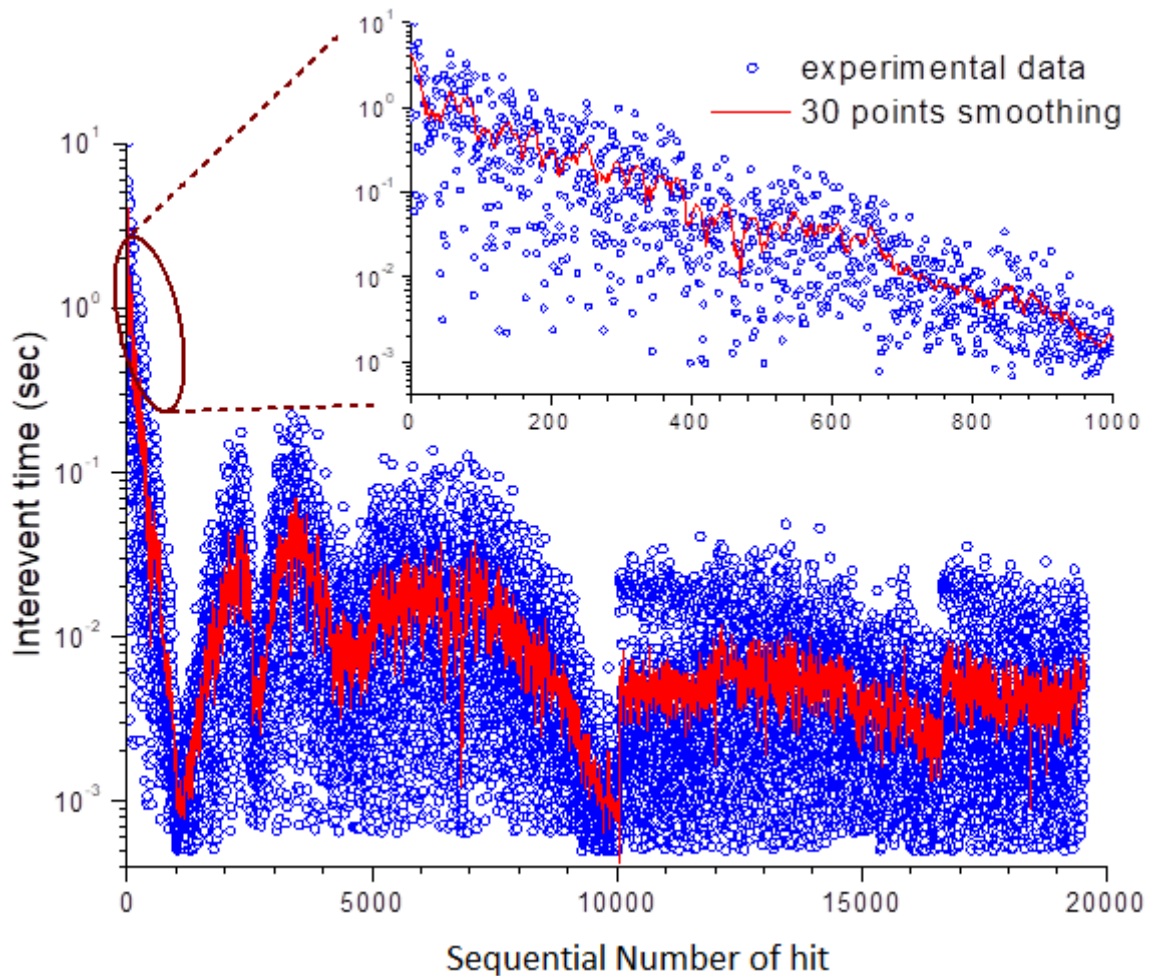 10¹
10⁰
10⁻¹
10⁻²
10⁻³
0 200 400 600 800 1000
experimental data
30 points smoothing
10¹
10⁰
10⁻¹
10⁻²
10⁻³
Interevent time (sec)
0 5000 10000 15000 20000
Sequential Number of hit